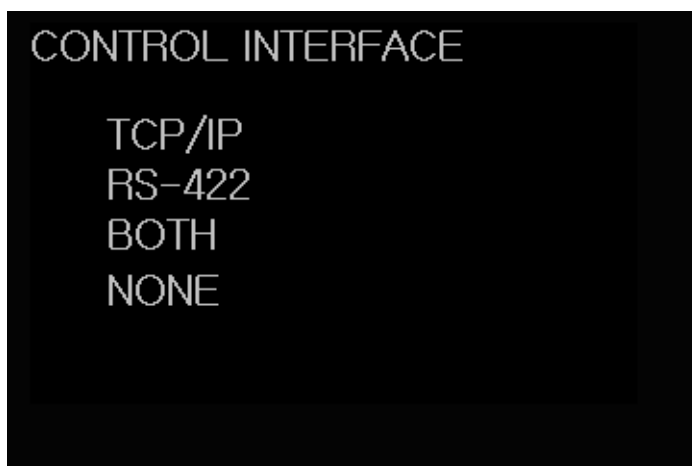 CONTROL INTERFACE
TCP/IP
RS-422
BOTH
NONE